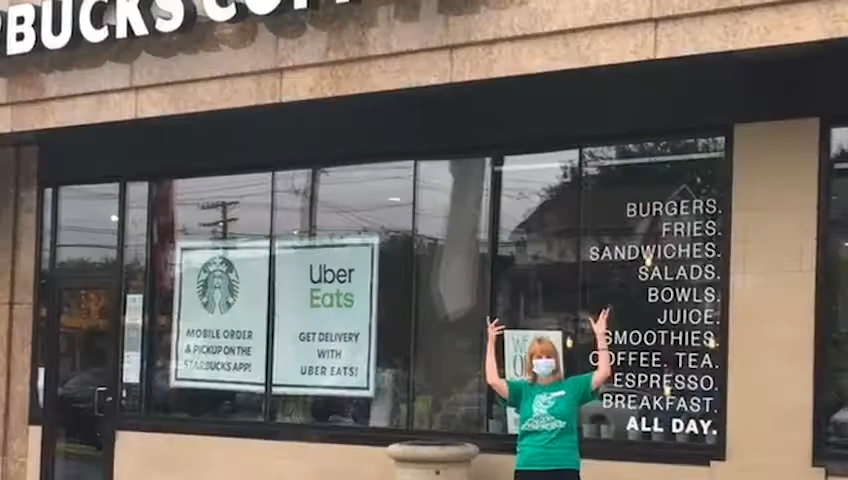 RBUCKS COFF
MOBILE ORDER
& PICKUP ON THE
STARBUCKS APP!
Uber
Eats
GET DELIVERY
WITH
UBER EATS!
BURGERS.
FRIES.
SANDWICHES.
SALADS.
BOWLS.
JUICE.
SMOOTHIES.
COFFEE. TEA.
ESPRESSO.
BREAKFAST.
ALL DAY.